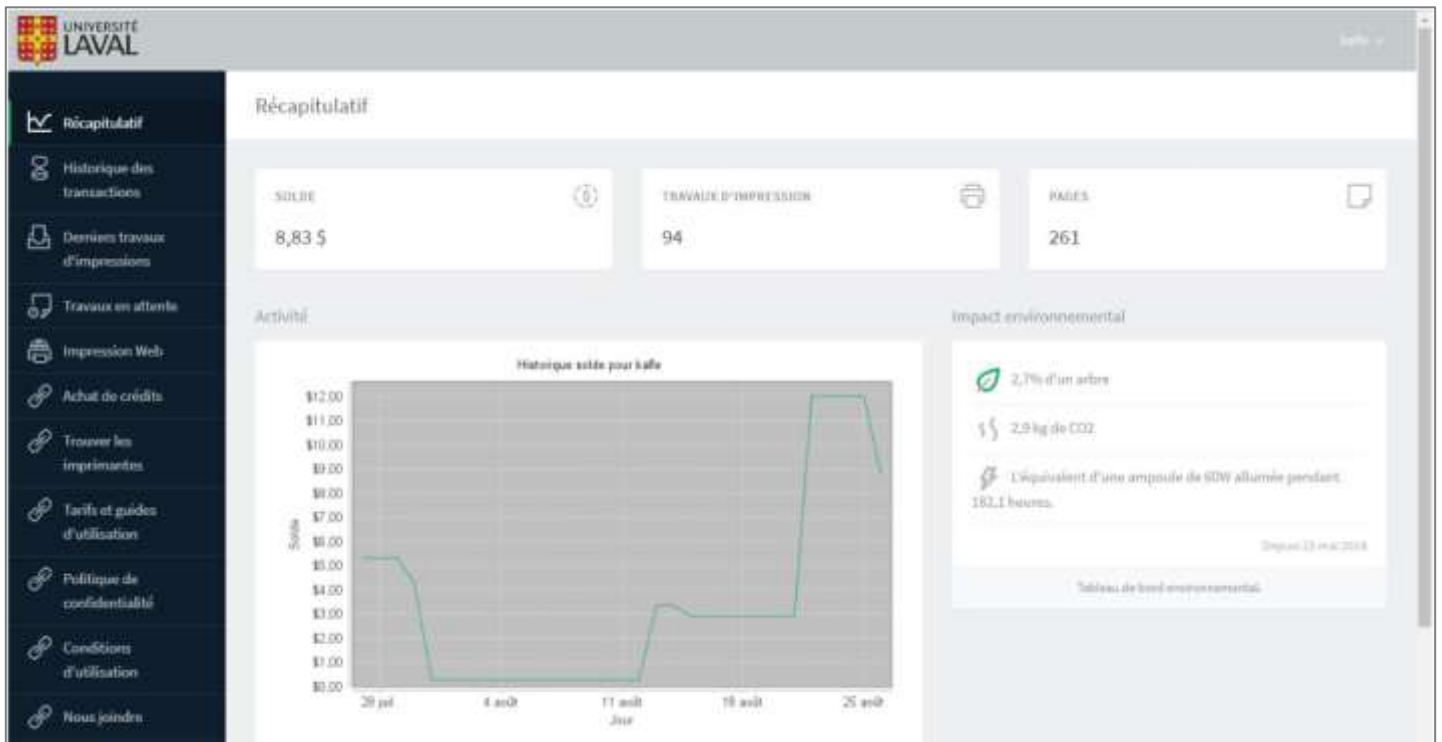 UNIVERSITÉ
LAVAL
Récapitulatif
Historique des
transactions
Derniers travaux
d'impressions
Travaux en attente
Impression Web
Achat de crédits
Trouver les
imprimantes
Tarifs et guides
d'utilisation
Politique de
confidentialité
Conditions
d'utilisation
Nous joindre
Récapitulatif
SOLDE
8,83 $
TRAVAUX D'IMPRESSION
94
PAGES
261
Activité
Historique solde pour kafle
$12.00
$11.00
$10.00
$9.00
$8.00
$7.00
$6.00
$5.00
$4.00
$3.00
$2.00
$1.00
$0.00
Solde
28 jul 4 août 11 août 18 août 25 août
Jour
Impact environnemental
2,7% d'un arbre
2,9 kg de CO2
L'équivalent d'une ampoule de 60W allumée pendant
182,1 heures.
Depuis mai
Tableau de bord environnemental.